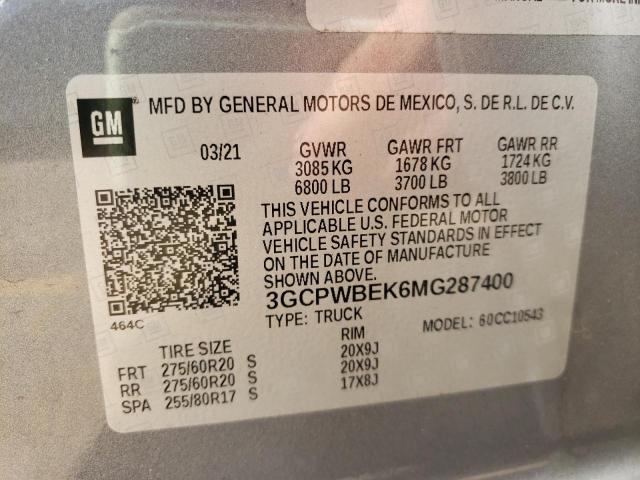 MANUAL
FOR MORE
GM
MFD BY GENERAL MOTORS DE MEXICO, S. DE R.L. DE C.V.
03/21 GVWR GAWR FRT GAWR RR
3085 KG 1678 KG 1724 KG
6800 LB 3700 LB 3800 LB
THIS VEHICLE CONFORMS TO ALL
APPLICABLE U.S. FEDERAL MOTOR
VEHICLE SAFETY STANDARDS IN EFFECT
ON THE DATE OF MANUFACTURE
SHOWN ABOVE.
3GCPWBEK6MG287400
464C
TYPE: TRUCK MODEL: 60CC10543
TIRE SIZE RIM
FRT 275/60R20 S 20X9J
RR 275/60R20 S 20X9J
SPA 255/80R17 S 17X8J